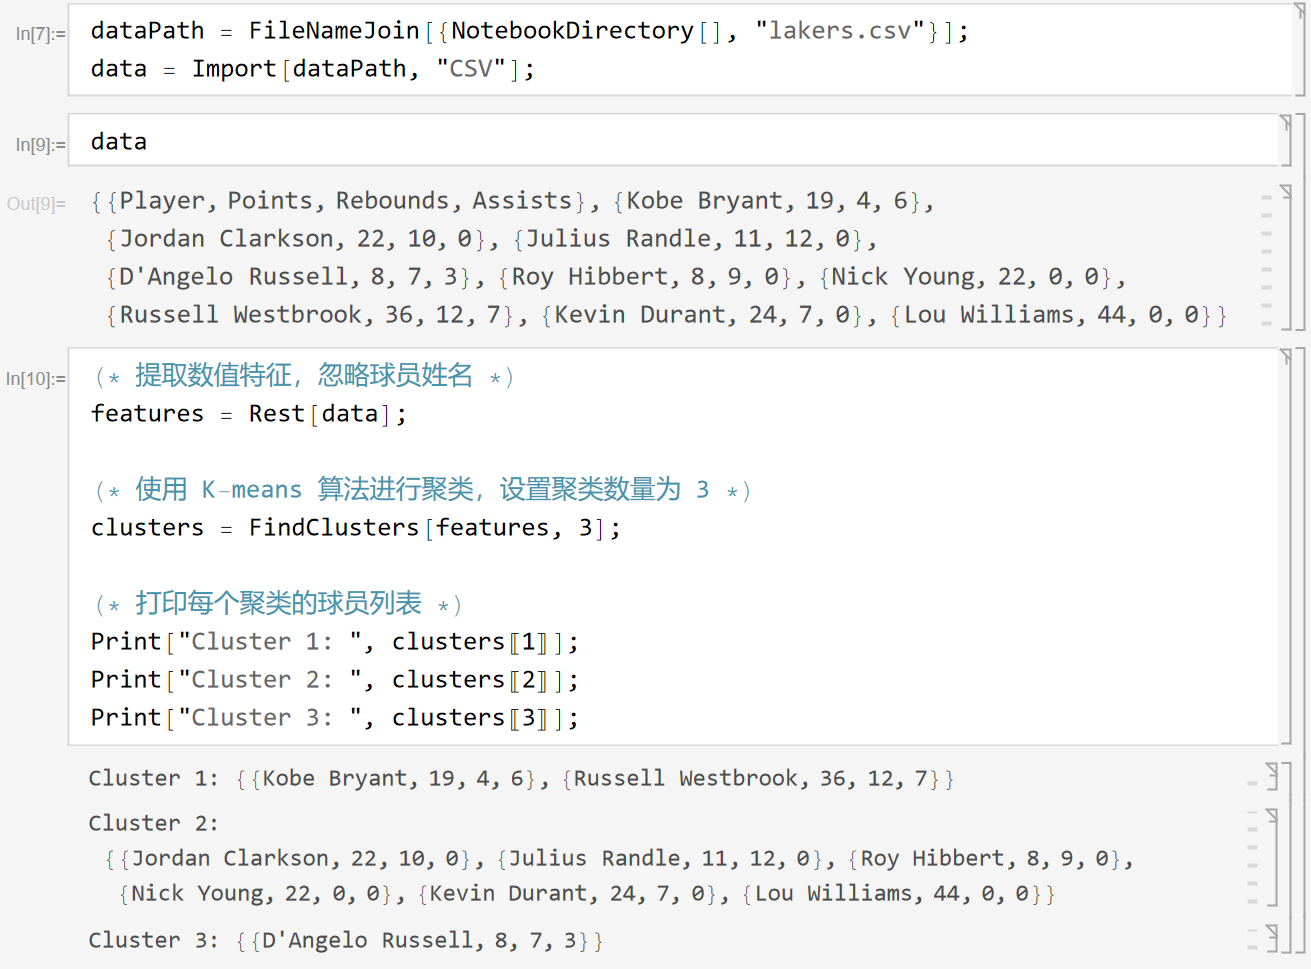 In[7]:= dataPath = FileNameJoin[{NotebookDirectory[], "lakers.csv"}];
data = Import[dataPath, "CSV"];
In[9]:= data
Out[9]= {{Player, Points, Rebounds, Assists}, {Kobe Bryant, 19, 4, 6},
{Jordan Clarkson, 22, 10, 0}, {Julius Randle, 11, 12, 0},
{D'Angelo Russell, 8, 7, 3}, {Roy Hibbert, 8, 9, 0}, {Nick Young, 22, 0, 0},
{Russell Westbrook, 36, 12, 7}, {Kevin Durant, 24, 7, 0}, {Lou Williams, 44, 0, 0}}
In[10]:= (* 提取数值特征，忽略球员姓名 *)
features = Rest[data];
(* 使用 K-means 算法进行聚类，设置聚类数量为 3 *)
clusters = FindClusters[features, 3];
(* 打印每个聚类的球员列表 *)
Print["Cluster 1: ", clusters〚1〛];
Print["Cluster 2: ", clusters〚2〛];
Print["Cluster 3: ", clusters〚3〛];
Cluster 1: {{Kobe Bryant, 19, 4, 6}, {Russell Westbrook, 36, 12, 7}}
Cluster 2:
{{Jordan Clarkson, 22, 10, 0}, {Julius Randle, 11, 12, 0}, {Roy Hibbert, 8, 9, 0},
{Nick Young, 22, 0, 0}, {Kevin Durant, 24, 7, 0}, {Lou Williams, 44, 0, 0}}
Cluster 3: {{D'Angelo Russell, 8, 7, 3}}